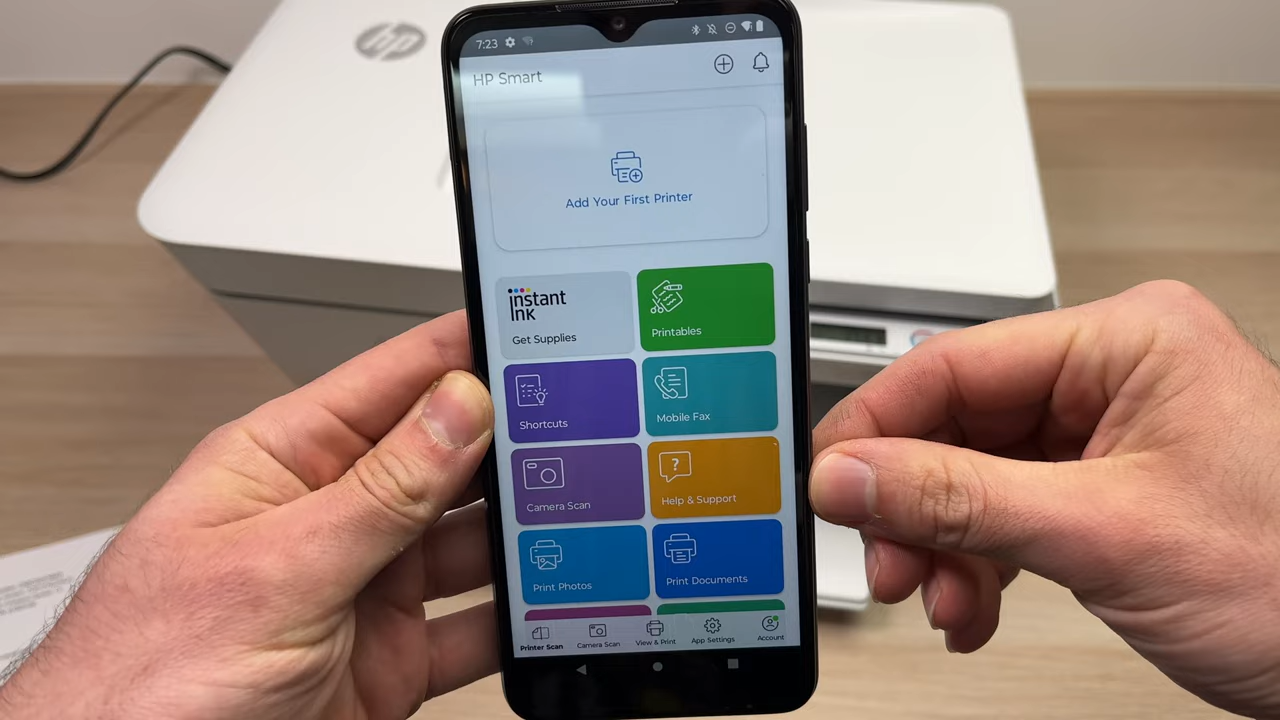 hp
7:23
HP Smart
Add Your First Printer
instant
Ink
Get Supplies
Printables
Shortcuts
Mobile Fax
Camera Scan
Help & Support
Print Photos
Print Documents
Printer Scan
Camera Scan
View & Print
App Settings
Account